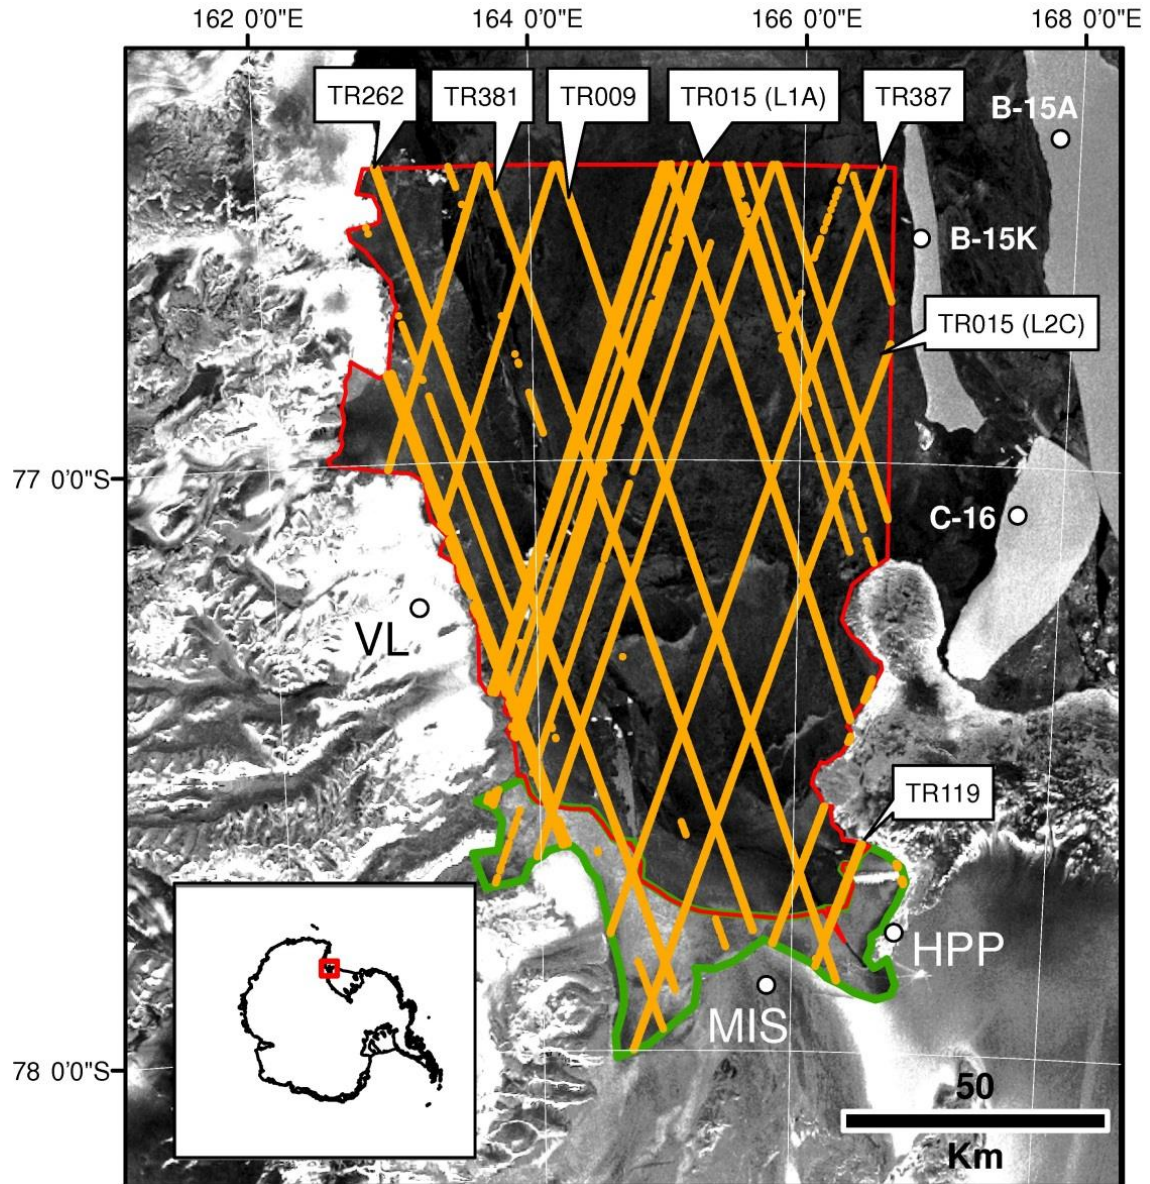 162 0'0"E
164 0'0"E
166 0'0"E
168 0'0"E
TR262
TR381
TR009
TR015 (L1A)
TR387
B-15A
B-15K
TR015 (L2C)
77 0'0"S
C-16
VL
TR119
HPP
MIS
78 0'0"S
50
Km